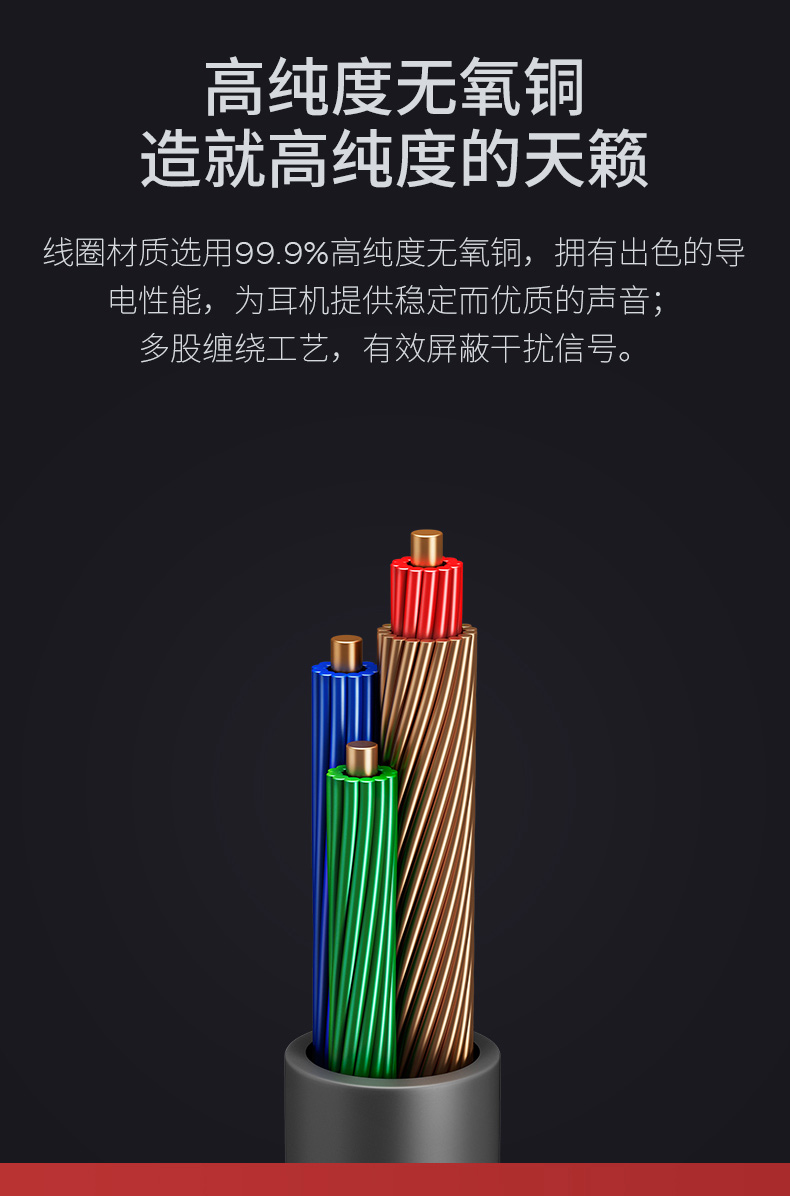 高纯度无氧铜
造就高纯度的天籁
线圈材质选用99.9%高纯度无氧铜，拥有出色的导
电性能，为耳机提供稳定而优质的声音；
多股缠绕工艺，有效屏蔽干扰信号。